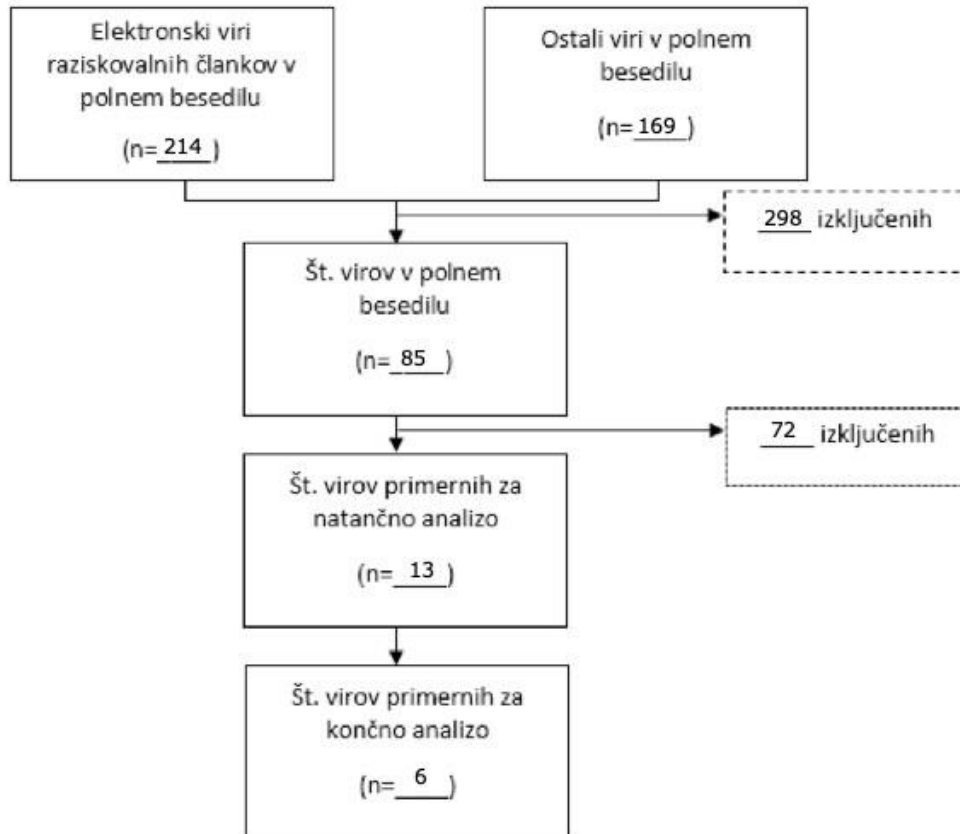 Elektronski viri
raziskovalnih člankov v
polnem besedilu
(n= 214 )
Ostali viri v polnem
besedilu
(n= 169 )
298 izključenih
Št. virov v polnem
besedilu
(n= 85 )
72 izključenih
Št. virov primernih za
natančno analizo
(n= 13 )
Št. virov primernih za
končno analizo
(n= 6 )